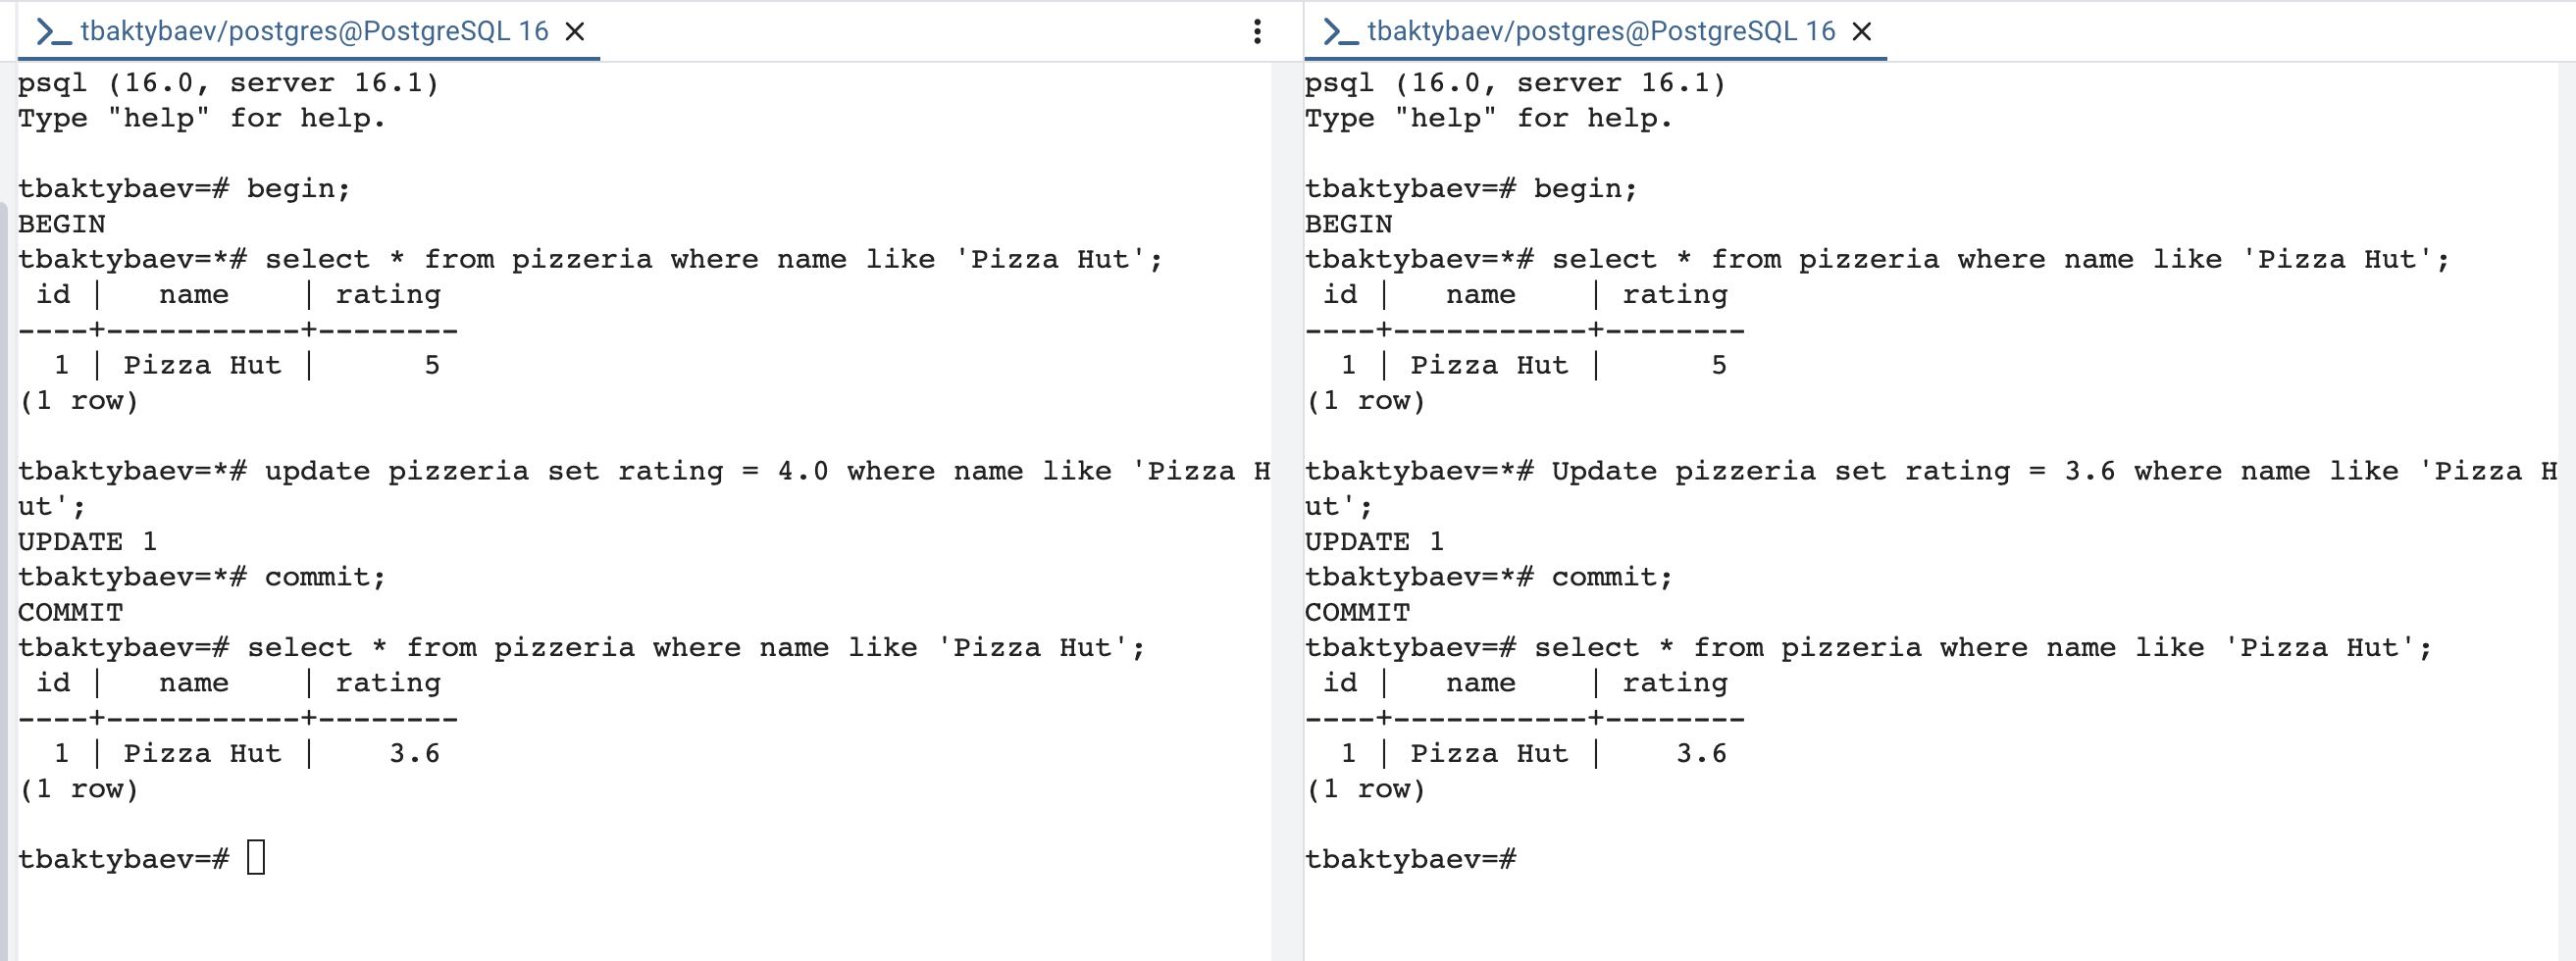 tbaktybaev/postgres@PostgreSQL 16
psql (16.0, server 16.1)
Type "help" for help.
tbaktybaev=# begin;
BEGIN
tbaktybaev=*# select * from pizzeria where name like 'Pizza Hut';
 id |   name    | rating
----+-----------+--------
  1 | Pizza Hut |      5
(1 row)
tbaktybaev=*# update pizzeria set rating = 4.0 where name like 'Pizza H
ut';
UPDATE 1
tbaktybaev=*# commit;
COMMIT
tbaktybaev=# select * from pizzeria where name like 'Pizza Hut';
 id |   name    | rating
----+-----------+--------
  1 | Pizza Hut |    3.6
(1 row)
tbaktybaev=#
tbaktybaev/postgres@PostgreSQL 16
psql (16.0, server 16.1)
Type "help" for help.
tbaktybaev=# begin;
BEGIN
tbaktybaev=*# select * from pizzeria where name like 'Pizza Hut';
 id |   name    | rating
----+-----------+--------
  1 | Pizza Hut |      5
(1 row)
tbaktybaev=*# Update pizzeria set rating = 3.6 where name like 'Pizza H
ut';
UPDATE 1
tbaktybaev=*# commit;
COMMIT
tbaktybaev=# select * from pizzeria where name like 'Pizza Hut';
 id |   name    | rating
----+-----------+--------
  1 | Pizza Hut |    3.6
(1 row)
tbaktybaev=#